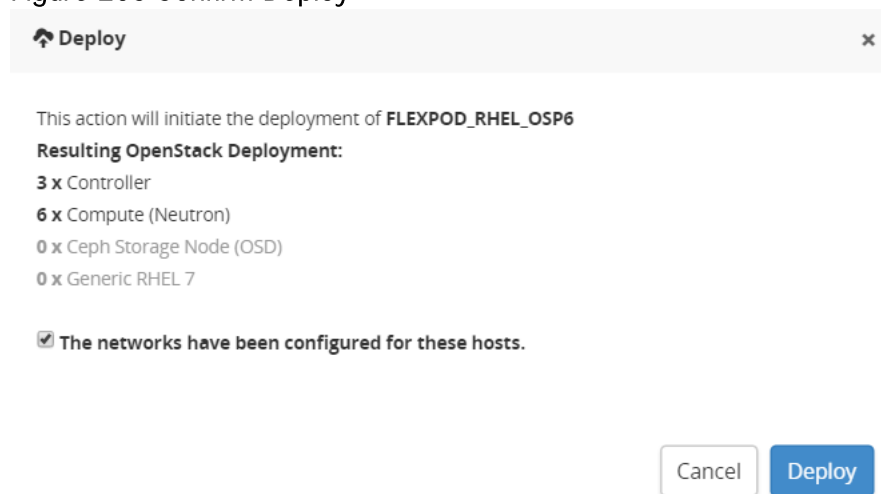 Deploy
This action will initiate the deployment of FLEXPOD_RHEL_OSP6
Resulting OpenStack Deployment:
3 x Controller
6 x Compute (Neutron)
0 x Ceph Storage Node (OSD)
0 x Generic RHEL 7
The networks have been configured for these hosts.
Cancel Deploy